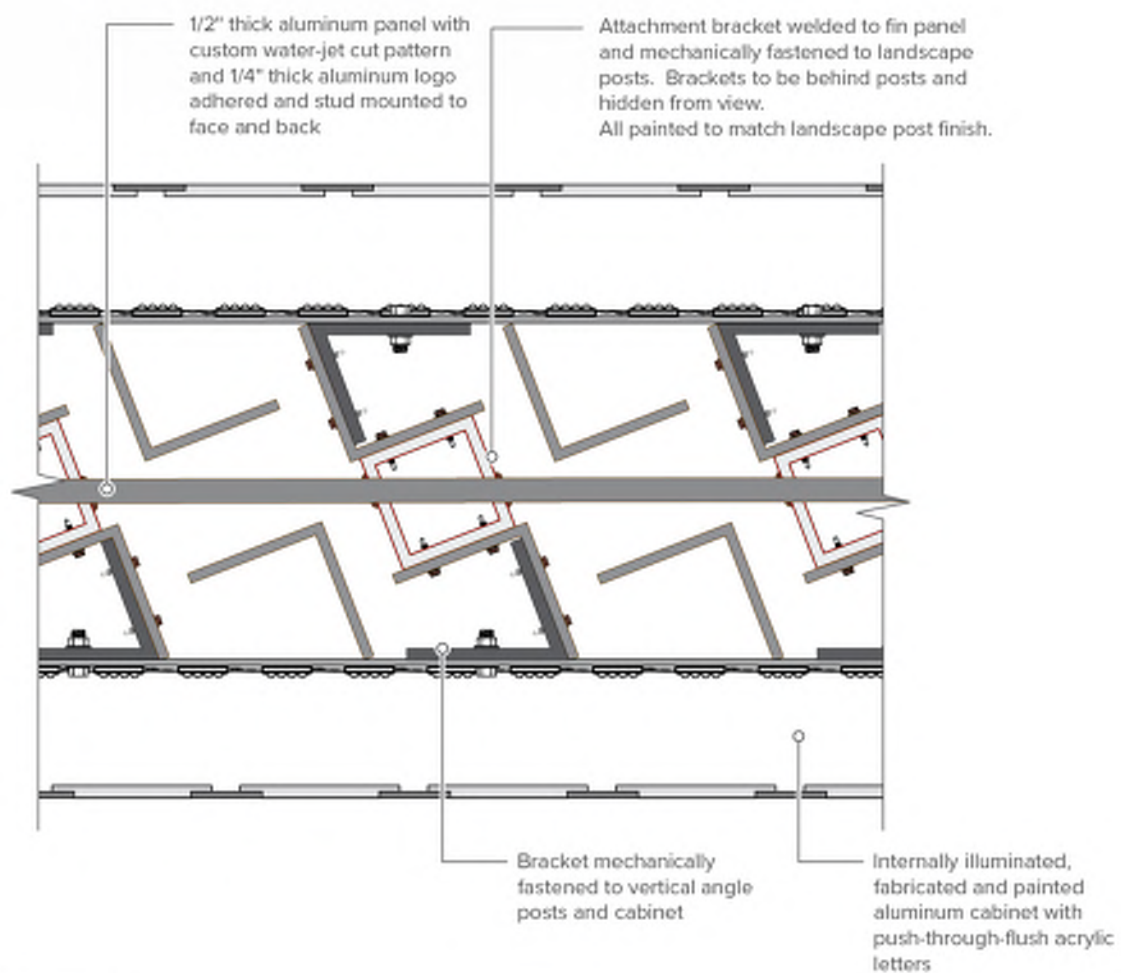 1/2" thick aluminum panel with
custom water-jet cut pattern
and 1/4" thick aluminum logo
adhered and stud mounted to
face and back
Attachment bracket welded to fin panel
and mechanically fastened to landscape
posts. Brackets to be behind posts and
hidden from view.
All painted to match landscape post finish.
Bracket mechanically
fastened to vertical angle
posts and cabinet
Internally illuminated,
fabricated and painted
aluminum cabinet with
push-through-flush acrylic
letters